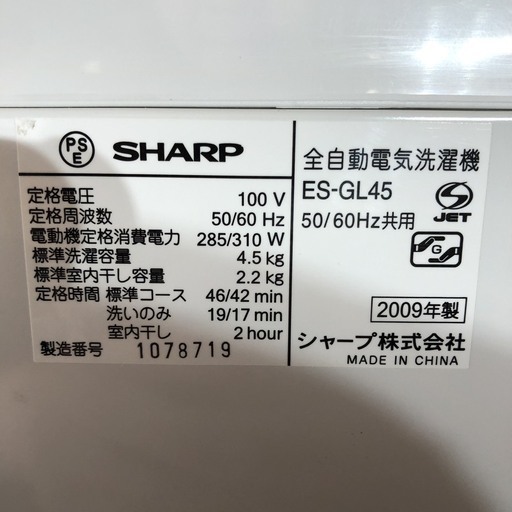 PS
E
SHARP
定格電圧 100 V
定格周波数 50/60 Hz
電動機定格消費電力 285/310 W
標準洗濯容量 4.5 kg
標準室内干し容量 2.2 kg
定格時間 標準コース 46/42 min
洗いのみ 19/17 min
室内干し 2 hour
製造番号 1078719
全自動電気洗濯機
ES-GL45
50/60Hz共用
JET
2009年製
シャープ株式会社
MADE IN CHINA